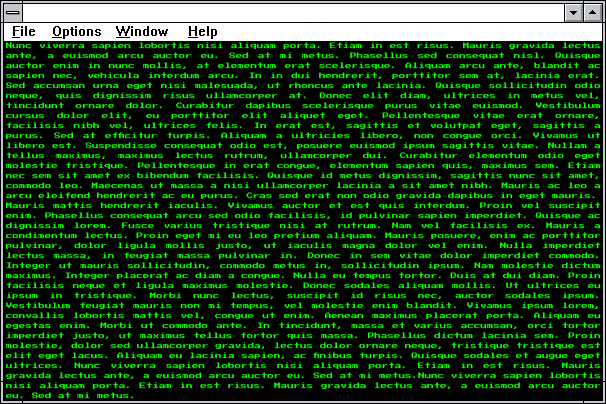 File Options Window Help
Nunc viverra sapien lobortis nisi aliquam porta. Etiam in est risus. Mauris gravida lectus
ante, a euismod arcu auctor eu. Sed at mi metus. Phasellus sed consequat nisl. Quisque
auctor enim in nunc mollis, at elementum erat scelerisque. Aliquam arcu ante, blandit ac
sapien nec, vehicula interdum arcu. In in dui hendrerit, porttitor sem at, lacinia erat.
Sed accumsan urna eget nisi malesuada, ut rhoncus ante lacinia. Quisque sollicitudin odio
neque, quis dignissim risus ullamcorper at. Donec elit diam, ultrices in metus vel,
tincidunt ornare dolor. Curabitur dapibus scelerisque purus vitae euismod. Vestibulum
cursus dolor elit, eu porttitor elit aliquet eget. Pellentesque vitae erat ornare,
facilisis nibh vel, ultrices felis. In erat est, sagittis et volutpat eget, sagittis a
purus. Sed at efficitur turpis. Aliquam a ultricies libero, non congue orci. Vivamus ut
libero est. Suspendisse consequat odio est, posuere euismod ipsum sagittis vitae. Nullam a
tellus maximus, maximus lectus rutrum, ullamcorper dui. Curabitur elementum odio eget
molestie tristique. Pellentesque in erat congue, elementum sapien quis, maximus sem. Etiam
nec sem sit amet ex bibendum facilisis. Quisque id metus dignissim, sagittis nunc sit amet,
commodo leo. Maecenas ut massa a nisi ullamcorper lacinia a sit amet nibh. Mauris ac leo a
arcu eleifend hendrerit ac eu purus. Cras sed erat non odio gravida dapibus in eget mauris.
Mauris mattis hendrerit iaculis. Vivamus auctor et est quis interdum. Proin vel suscipit
enim. Phasellus consequat arcu sed odio facilisis, id pulvinar sapien imperdiet. Quisque ac
dignissim lorem. Fusce varius tristique nisi at rutrum. Nam vel facilisis ex. Mauris a
condimentum lectus. Proin eget mi eu leo pretium aliquam. Mauris posuere, enim ac porttitor
pulvinar, dolor ligula mollis justo, ut iaculis magna dolor vel enim. Nulla imperdiet
lectus massa, in feugiat massa pulvinar in. Donec in sem vitae dolor imperdiet commodo.
Integer ut mauris sollicitudin, commodo metus in, sollicitudin ipsum. Nam molestie dictum
maximus. Integer placerat ac diam a congue. Nulla eu tempus tortor. Duis at dui diam. Proin
facilisis neque et ligula maximus molestie. Donec sodales aliquam mollis. Ut ultrices eu
ipsum in tristique. Morbi nunc lectus, suscipit id risus nec, auctor sodales ipsum.
Vestibulum feugiat mauris non mi tempus, vel molestie enim blandit. Vivamus ipsum lorem,
convallis lobortis mattis vel, congue ut enim. Aenean maximus placerat porta. Aliquam eu
egestas enim. Morbi ut commodo ante. In tincidunt, massa et varius accumsan, orci tortor
imperdiet justo, ut maximus tellus tortor quis massa. Phasellus dictum lacinia sem. Proin
molestie, dolor sed ullamcorper gravida, lectus dolor ornare neque, tristique tristique est
elit eget lacus. Aliquam eu lacinia sapien, ac finibus turpis. Quisque sodales et augue eget
ultrices. Nunc viverra sapien lobortis nisi aliquam porta. Etiam in est risus. Mauris
gravida lectus ante, a euismod arcu auctor eu. Sed at mi metus.Nunc viverra sapien lobortis
nisi aliquam porta. Etiam in est risus. Mauris gravida lectus ante, a euismod arcu auctor
eu. Sed at mi metus.